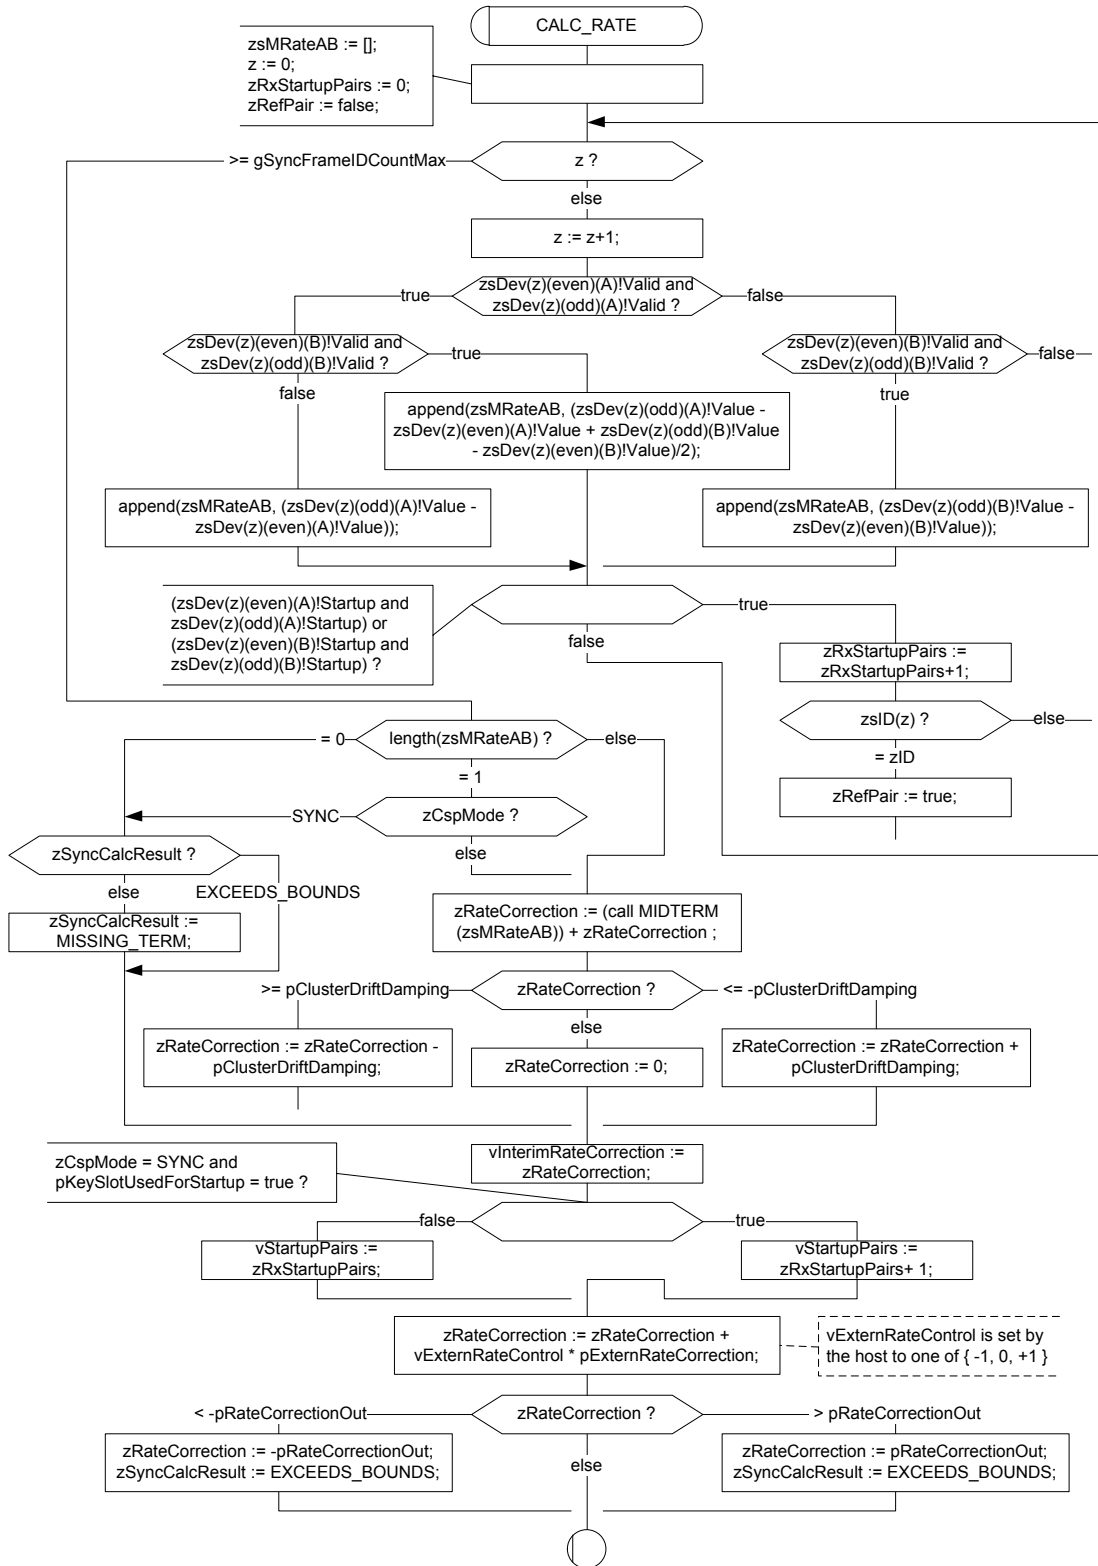 CALC_RATE
zsMRateAB := [];
z := 0;
zRxStartupPairs := 0;
zRefPair := false;
>= gSyncFrameIDCountMax
z ?
else
z := z+1;
true
zsDev(z)(even)(A)!Valid and
zsDev(z)(odd)(A)!Valid ?
false
zsDev(z)(even)(B)!Valid and
zsDev(z)(odd)(B)!Valid ?
true
zsDev(z)(even)(B)!Valid and
zsDev(z)(odd)(B)!Valid ?
false
false
true
append(zsMRateAB, (zsDev(z)(odd)(A)!Value -
zsDev(z)(even)(A)!Value + zsDev(z)(odd)(B)!Value
- zsDev(z)(even)(B)!Value)/2);
append(zsMRateAB, (zsDev(z)(odd)(A)!Value -
zsDev(z)(even)(A)!Value));
append(zsMRateAB, (zsDev(z)(odd)(B)!Value -
zsDev(z)(even)(B)!Value));
(zsDev(z)(even)(A)!Startup and
zsDev(z)(odd)(A)!Startup) or
(zsDev(z)(even)(B)!Startup and
zsDev(z)(odd)(B)!Startup) ?
true
false
zRxStartupPairs :=
zRxStartupPairs+1;
zsID(z) ?
else
= zID
zRefPair := true;
= 0
length(zsMRateAB) ?
else
= 1
SYNC
zCspMode ?
else
zSyncCalcResult ?
else
EXCEEDS_BOUNDS
zSyncCalcResult :=
MISSING_TERM;
zRateCorrection := (call MIDTERM
(zsMRateAB)) + zRateCorrection ;
>= pClusterDriftDamping
zRateCorrection ?
<= -pClusterDriftDamping
else
zRateCorrection := zRateCorrection -
pClusterDriftDamping;
zRateCorrection := 0;
zRateCorrection := zRateCorrection +
pClusterDriftDamping;
vInterimRateCorrection :=
zRateCorrection;
zCspMode = SYNC and
pKeySlotUsedForStartup = true ?
false
true
vStartupPairs :=
zRxStartupPairs;
vStartupPairs :=
zRxStartupPairs+ 1;
zRateCorrection := zRateCorrection +
vExternRateControl * pExternRateCorrection;
vExternRateControl is set by
the host to one of { -1, 0, +1 }
< -pRateCorrectionOut
zRateCorrection ?
> pRateCorrectionOut
zRateCorrection := -pRateCorrectionOut;
zSyncCalcResult := EXCEEDS_BOUNDS;
else
zRateCorrection := pRateCorrectionOut;
zSyncCalcResult := EXCEEDS_BOUNDS;